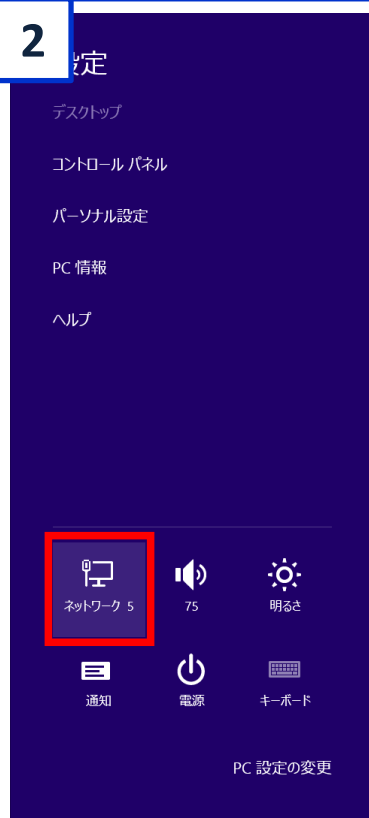 2
定
デスクトップ
コントロール パネル
パーソナル設定
PC 情報
ヘルプ
ネットワーク 5
75
明るさ
通知
電源
キーボード
PC 設定の変更